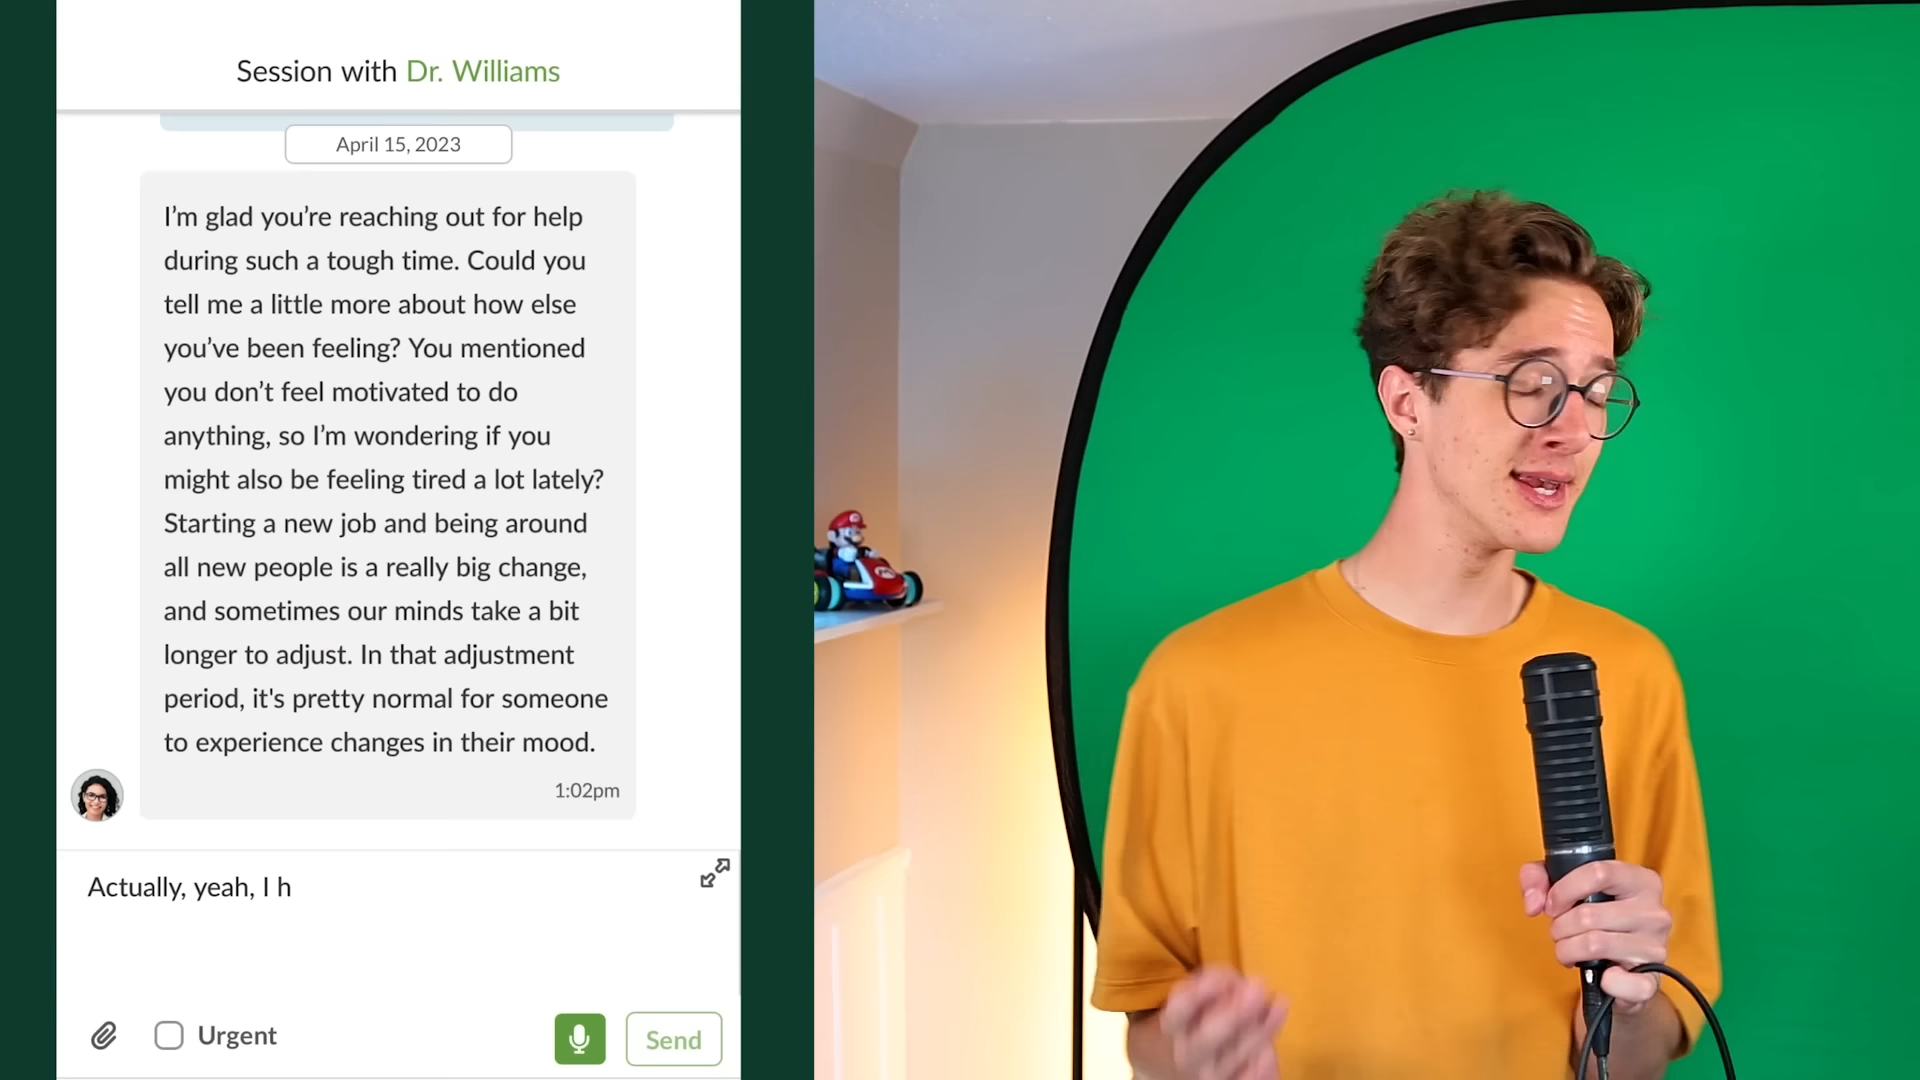 Session with Dr. Williams
April 15, 2023
I’m glad you’re reaching out for help
during such a tough time. Could you
tell me a little more about how else
you’ve been feeling? You mentioned
you don’t feel motivated to do
anything, so I’m wondering if you
might also be feeling tired a lot lately?
Starting a new job and being around
all new people is a really big change,
and sometimes our minds take a bit
longer to adjust. In that adjustment
period, it's pretty normal for someone
to experience changes in their mood.
1:02pm
Actually, yeah, I h
Urgent
Send